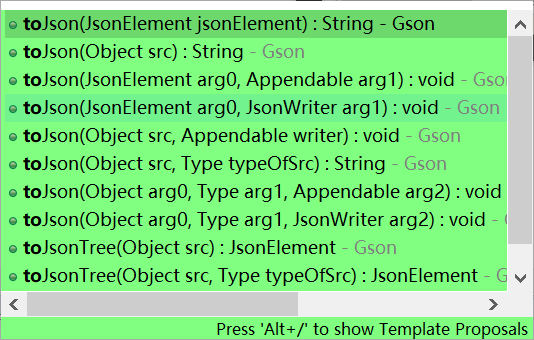 toJson(JsonElement jsonElement) : String - Gson
toJson(Object src) : String - Gson
toJson(JsonElement arg0, Appendable arg1) : void - Gson
toJson(JsonElement arg0, JsonWriter arg1) : void - Gson
toJson(Object src, Appendable writer) : void - Gson
toJson(Object src, Type typeOfSrc) : String - Gson
toJson(Object arg0, Type arg1, Appendable arg2) : void
toJson(Object arg0, Type arg1, JsonWriter arg2) : void - Gson
toJsonTree(Object src) : JsonElement - Gson
toJsonTree(Object src, Type typeOfSrc) : JsonElement - G
Press 'Alt+/' to show Template Proposals